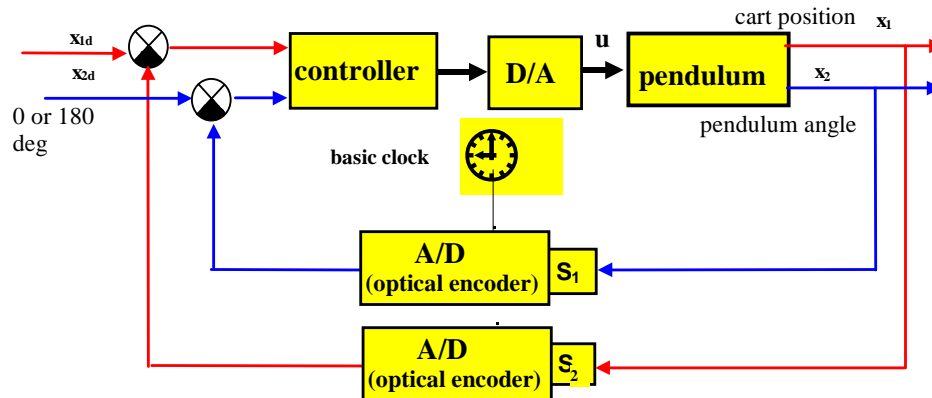 cart position
x1
x1d
u
x2d
controller
D/A
pendulum
x2
0 or 180
deg
pendulum angle
basic clock
A/D
(optical encoder)
S1
A/D
(optical encoder)
S2